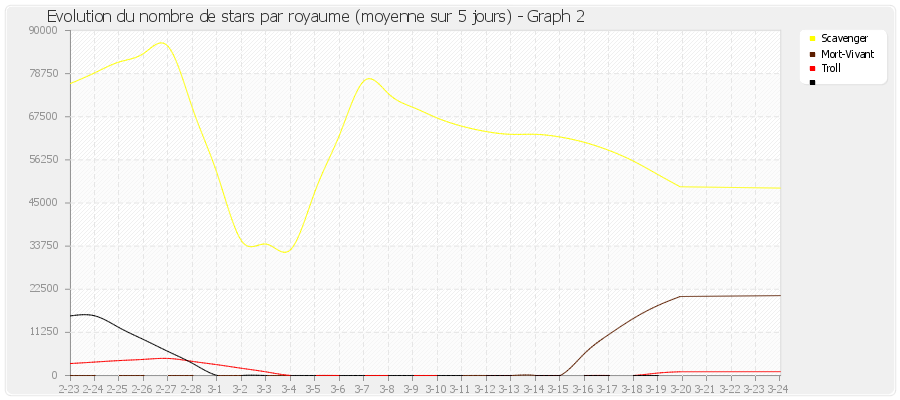 Evolution du nombre de stars par royaume (moyenne sur 5 jours) - Graph 2
90000
78750
67500
56250
45000
33750
22500
11250
0
2-23 2-24 2-25 2-26 2-27 2-28 3-1 3-2 3-3 3-4 3-5 3-6 3-7 3-8 3-9 3-10 3-11 3-12 3-13 3-14 3-15 3-16 3-17 3-18 3-19 3-20 3-21 3-22 3-23 3-24
Scavenger
Mort-Vivant
Troll